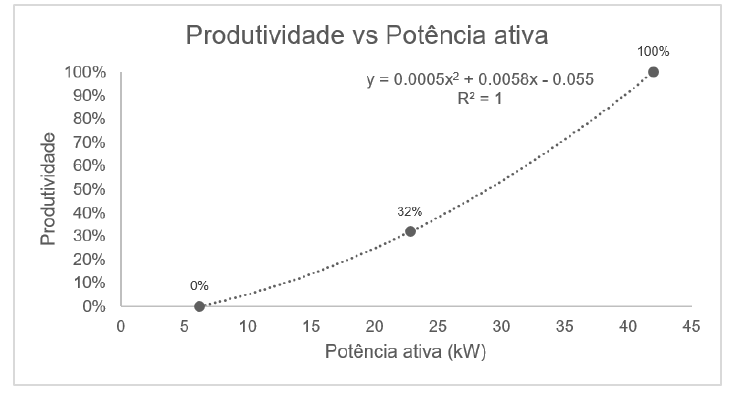 Produtividade vs Potência ativa
100%
y = 0.0005x² + 0.0058x - 0.055
R² = 1
100%
90%
80%
70%
60%
50%
40%
30%
20%
10%
0%
Produtividade
32%
0%
0 5 10 15 20 25 30 35 40 45
Potência ativa (kW)